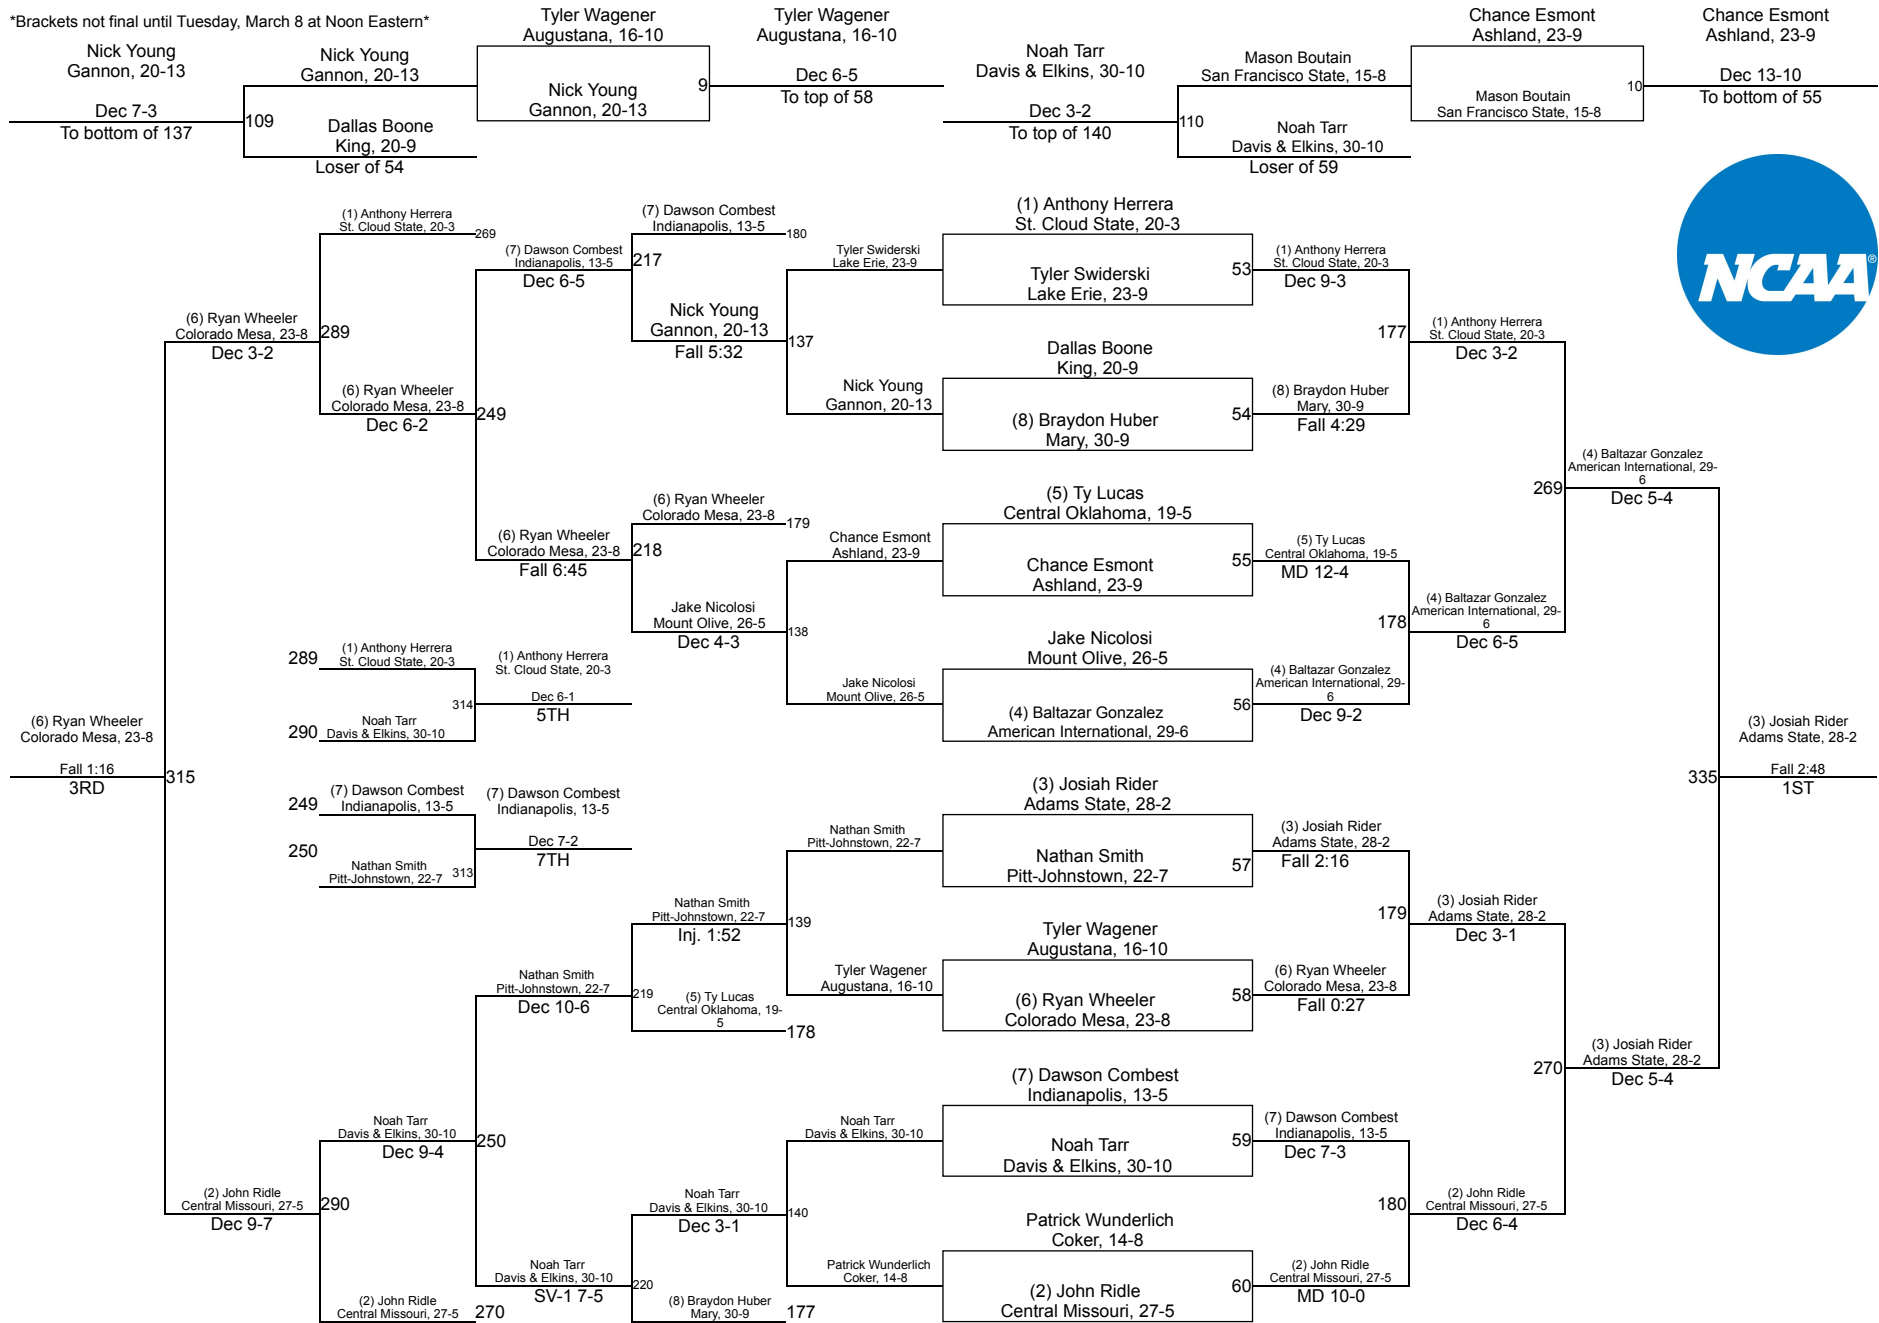 *Brackets not final until Tuesday, March 8 at Noon Eastern*
Nick Young
Gannon, 20-13
Dec 7-3
To bottom of 137
109
Nick Young
Gannon, 20-13
Dallas Boone
King, 20-9
Loser of 54
Tyler Wagener
Augustana, 16-10
Nick Young
Gannon, 20-13
9
Tyler Wagener
Augustana, 16-10
Dec 6-5
To top of 58
Noah Tarr
Davis & Elkins, 30-10
Dec 3-2
To top of 140
110
Mason Boutain
San Francisco State, 15-8
Noah Tarr
Davis & Elkins, 30-10
Loser of 59
Chance Esmont
Ashland, 23-9
Mason Boutain
San Francisco State, 15-8
10
Chance Esmont
Ashland, 23-9
Dec 13-10
To bottom of 55
NCAA®
(1) Anthony Herrera
St. Cloud State, 20-3
Tyler Swiderski
Lake Erie, 23-9
53
Dallas Boone
King, 20-9
(8) Braydon Huber
Mary, 30-9
54
(5) Ty Lucas
Central Oklahoma, 19-5
Chance Esmont
Ashland, 23-9
55
Jake Nicolosi
Mount Olive, 26-5
(4) Baltazar Gonzalez
American International, 29-6
56
(3) Josiah Rider
Adams State, 28-2
Nathan Smith
Pitt-Johnstown, 22-7
57
Tyler Wagener
Augustana, 16-10
(6) Ryan Wheeler
Colorado Mesa, 23-8
58
(7) Dawson Combest
Indianapolis, 13-5
Noah Tarr
Davis & Elkins, 30-10
59
Patrick Wunderlich
Coker, 14-8
(2) John Ridle
Central Missouri, 27-5
60
(1) Anthony Herrera
St. Cloud State, 20-3
Dec 9-3
177
(8) Braydon Huber
Mary, 30-9
Fall 4:29
(5) Ty Lucas
Central Oklahoma, 19-5
MD 12-4
178
(4) Baltazar Gonzalez
American International, 29-
6
Dec 9-2
(3) Josiah Rider
Adams State, 28-2
Fall 2:16
179
(6) Ryan Wheeler
Colorado Mesa, 23-8
Fall 0:27
(7) Dawson Combest
Indianapolis, 13-5
Dec 7-3
180
(2) John Ridle
Central Missouri, 27-5
MD 10-0
(1) Anthony Herrera
St. Cloud State, 20-3
Dec 3-2
269
(4) Baltazar Gonzalez
American International, 29-
6
Dec 6-5
(3) Josiah Rider
Adams State, 28-2
Dec 3-1
270
(2) John Ridle
Central Missouri, 27-5
Dec 6-4
(4) Baltazar Gonzalez
American International, 29-
6
Dec 5-4
335
(3) Josiah Rider
Adams State, 28-2
Dec 5-4
(3) Josiah Rider
Adams State, 28-2
Fall 2:48
1ST
Tyler Swiderski
Lake Erie, 23-9
137
Nick Young
Gannon, 20-13
Chance Esmont
Ashland, 23-9
138
Jake Nicolosi
Mount Olive, 26-5
Nathan Smith
Pitt-Johnstown, 22-7
139
Tyler Wagener
Augustana, 16-10
Noah Tarr
Davis & Elkins, 30-10
140
Patrick Wunderlich
Coker, 14-8
(7) Dawson Combest
Indianapolis, 13-5
180
217
Nick Young
Gannon, 20-13
Fall 5:32
(6) Ryan Wheeler
Colorado Mesa, 23-8
179
218
Jake Nicolosi
Mount Olive, 26-5
Dec 4-3
Nathan Smith
Pitt-Johnstown, 22-7
Inj. 1:52
219
(5) Ty Lucas
Central Oklahoma, 19-
5
178
Noah Tarr
Davis & Elkins, 30-10
Dec 3-1
220
(8) Braydon Huber
Mary, 30-9
177
(7) Dawson Combest
Indianapolis, 13-5
Dec 6-5
249
(6) Ryan Wheeler
Colorado Mesa, 23-8
Fall 6:45
Nathan Smith
Pitt-Johnstown, 22-7
Dec 10-6
250
Noah Tarr
Davis & Elkins, 30-10
SV-1 7-5
(1) Anthony Herrera
St. Cloud State, 20-3
269
289
(6) Ryan Wheeler
Colorado Mesa, 23-8
Dec 6-2
Noah Tarr
Davis & Elkins, 30-10
Dec 9-4
290
(2) John Ridle
Central Missouri, 27-5
270
(6) Ryan Wheeler
Colorado Mesa, 23-8
Dec 3-2
315
(2) John Ridle
Central Missouri, 27-5
Dec 9-7
(6) Ryan Wheeler
Colorado Mesa, 23-8
Fall 1:16
3RD
289
(1) Anthony Herrera
St. Cloud State, 20-3
290
Noah Tarr
Davis & Elkins, 30-10
314
(1) Anthony Herrera
St. Cloud State, 20-3
Dec 6-1
5TH
249
(7) Dawson Combest
Indianapolis, 13-5
250
Nathan Smith
Pitt-Johnstown, 22-7
313
(7) Dawson Combest
Indianapolis, 13-5
Dec 7-2
7TH